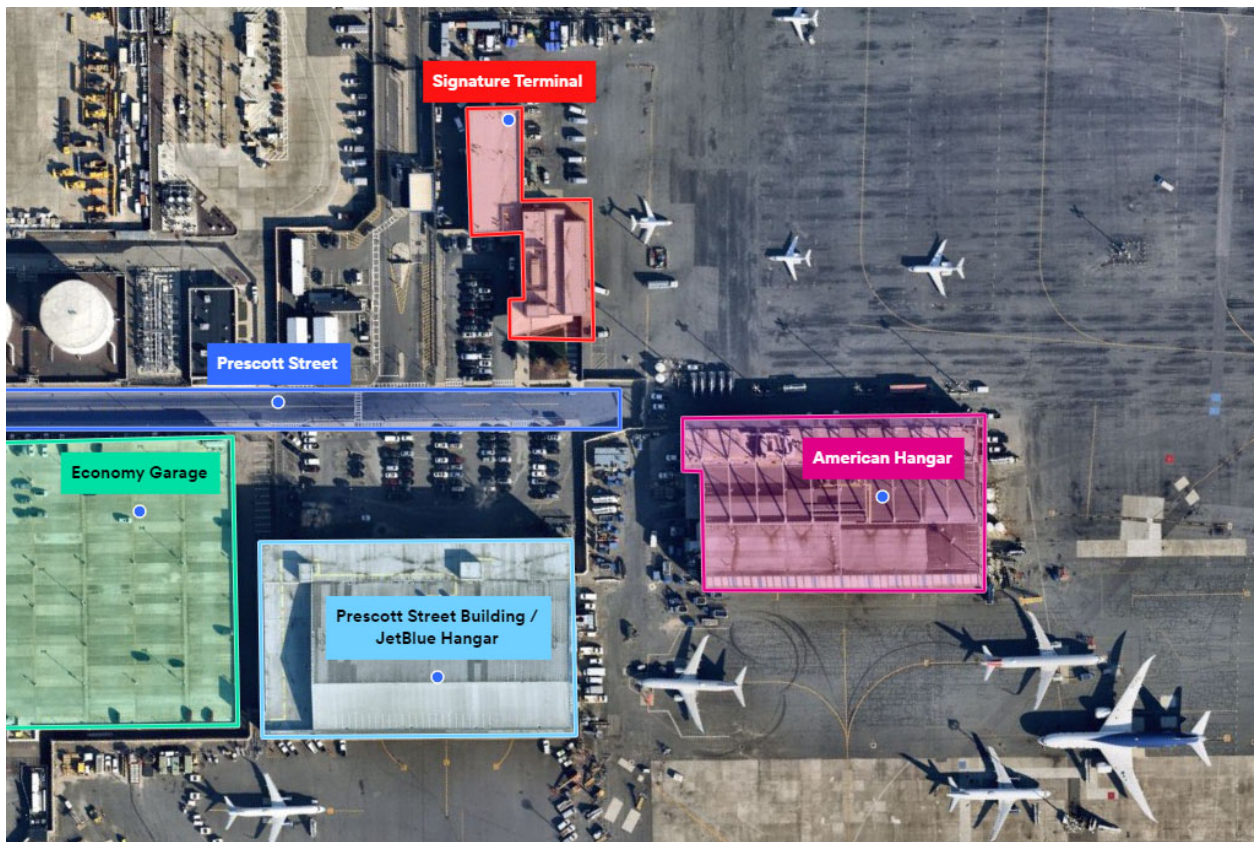 Signature Terminal
Prescott Street
Economy Garage
American Hangar
Prescott Street Building /
JetBlue Hangar